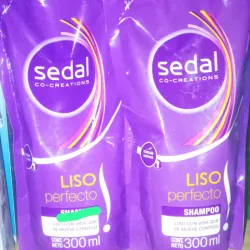 sedal
CO-CREATIONS
LISO
perfecto
CONT.
NETO 300 ml
sedal
CO-CREATIONS
LISO
perfecto
SHAMPOO
CONT.
NETO 300 ml